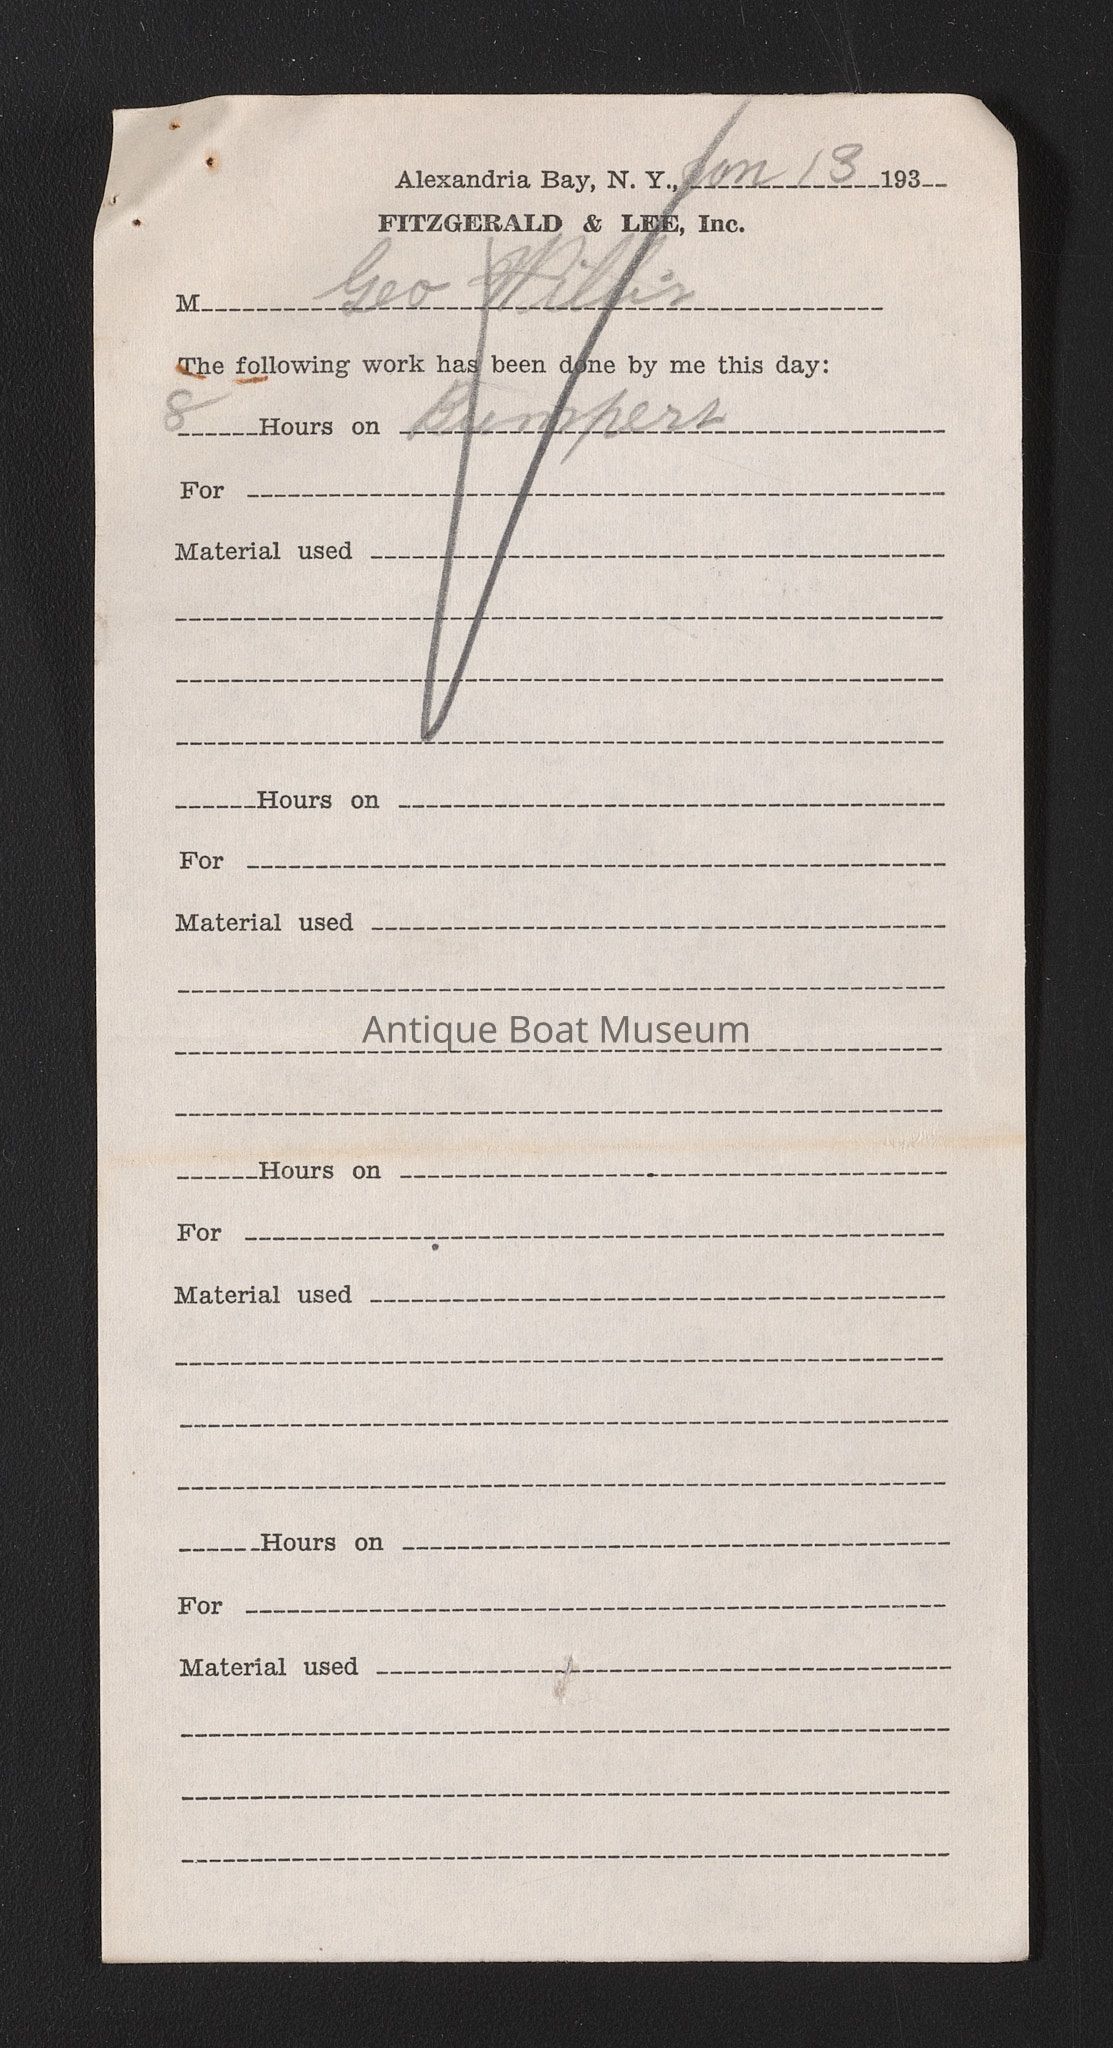 Alexandria Bay, N. Y., Jan 13 193
FITZGERALD & LEE, Inc.
M Geo Willis
The following work has been done by me this day:
8 Hours on Bumpers
For
Material used
Hours on
For
Material used
Antique Boat Museum
Hours on
For
Material used
Hours on
For
Material used